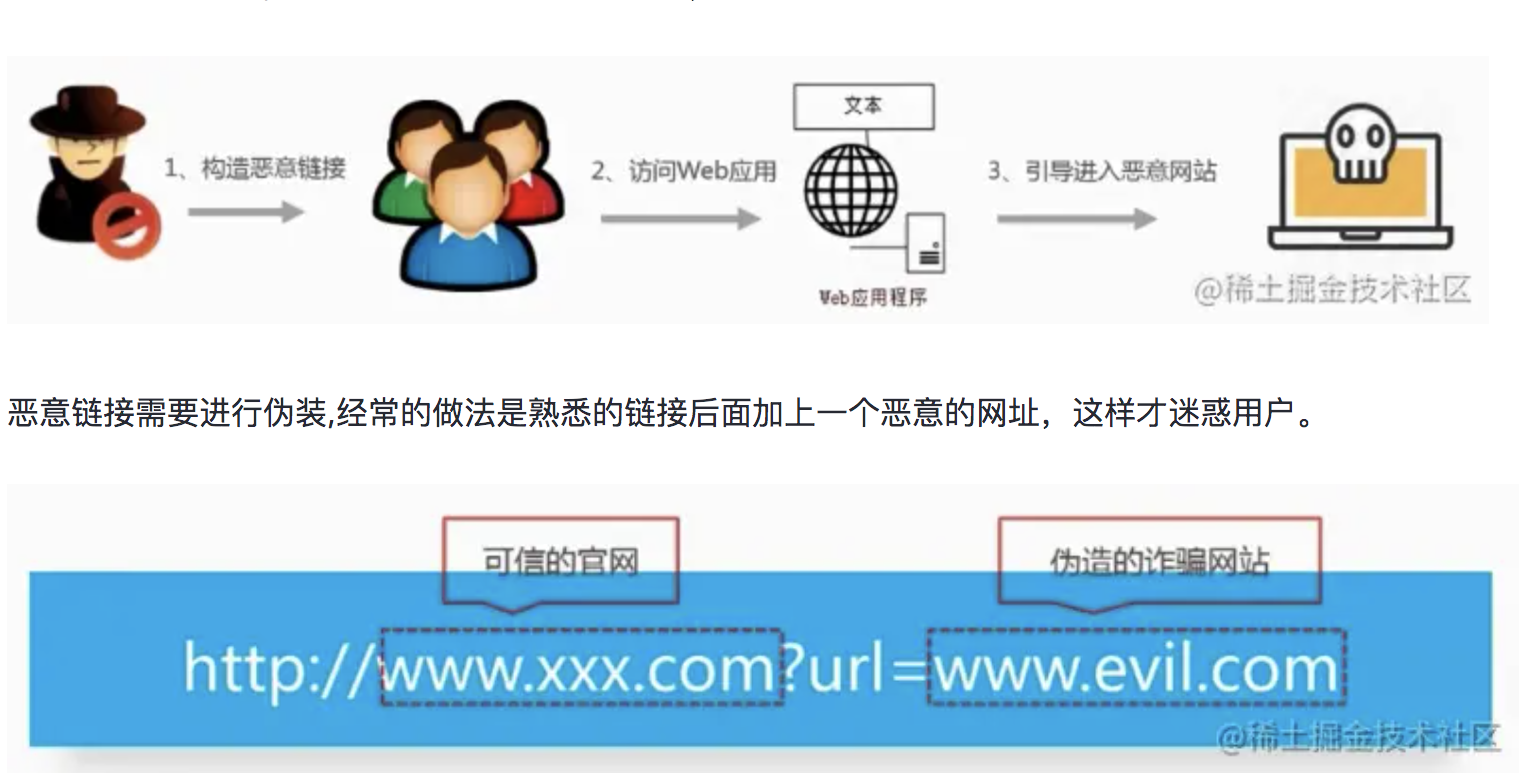 文本
1、构造恶意链接
2、访问Web应用
3、引导进入恶意网站
Web应用程序
@稀土掘金技术社区
恶意链接需要进行伪装,经常的做法是熟悉的链接后面加上一个恶意的网址，这样才迷惑用户。
可信的官网
伪造的诈骗网站
http://www.xxx.com?url=www.evil.com
@稀土掘金技术社区